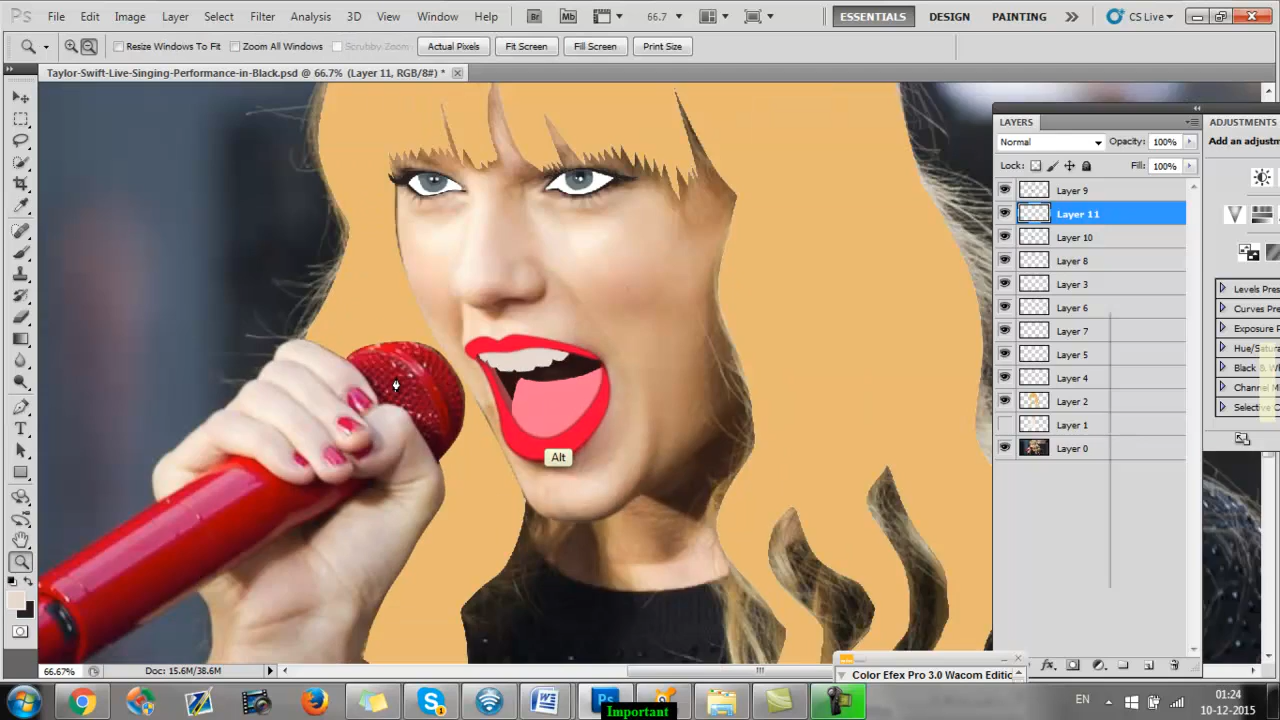 Ps File Edit Image Layer Select Filter Analysis 3D View Window Help Br Mb 66.7 ESSENTIALS DESIGN PAINTING CS Live
Resize Windows To Fit Zoom All Windows Scrubby Zoom Actual Pixels Fit Screen Fill Screen Print Size
Taylor-Swift-Live-Singing-Performance-in-Black.psd @ 66.7% (Layer 11, RGB/8#) *
LAYERS ADJUSTMENTS
Normal Opacity: 100% Add an adjustm
Lock: Fill: 100%
Layer 9
Layer 11
Layer 10
Layer 8
Layer 3 Levels Pres
Layer 6 Curves Pres
Layer 7 Exposure P
Layer 5 Hue/Satura
Layer 4 Black & Wh
Layer 2 Channel M
Layer 1 Selective C
Layer 0
Alt
T
fx
66.67% Doc: 15.6M/38.6M
Color Efex Pro 3.0 Wacom Editic
Important
EN 01:24
10-12-2015